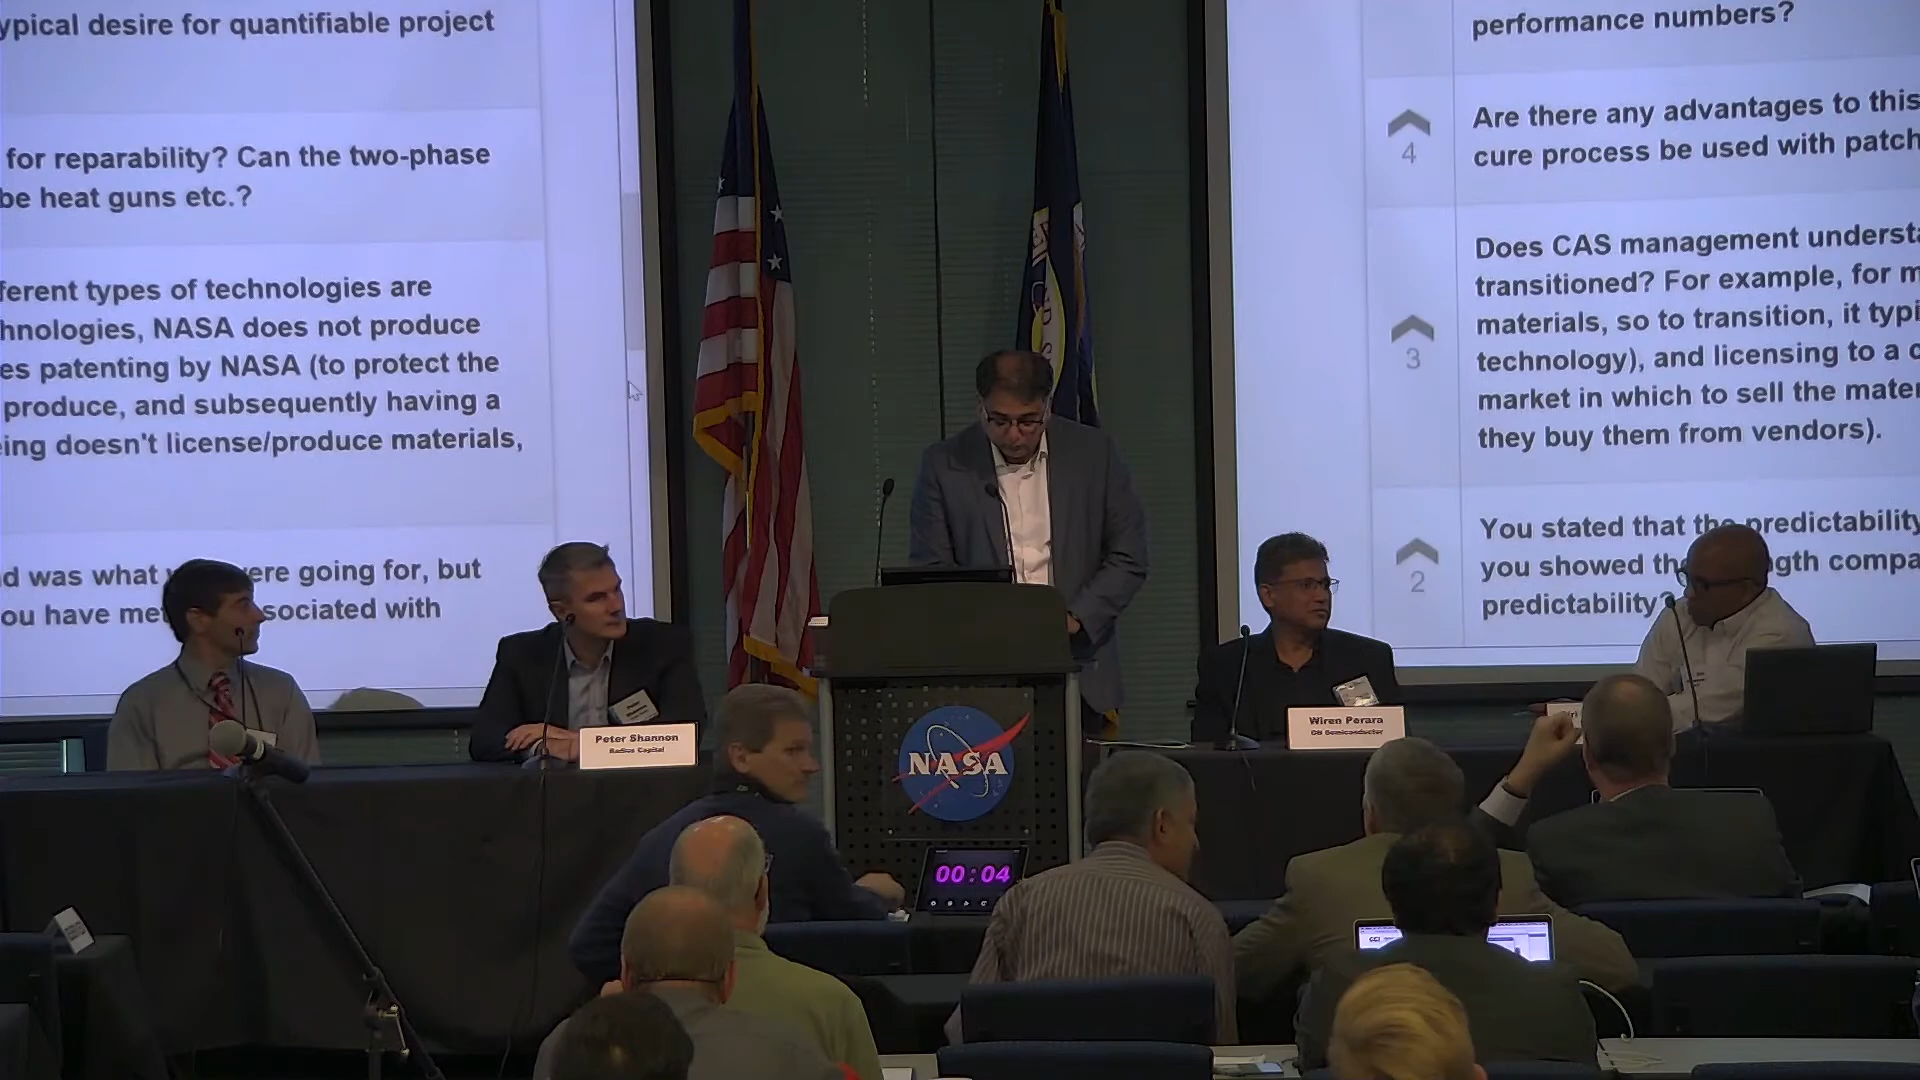 ypical desire for quantifiable project
for reparability? Can the two-phase
be heat guns etc.?
ferent types of technologies are
hnologies, NASA does not produce
es patenting by NASA (to protect the
produce, and subsequently having a
ing doesn't license/produce materials,
d was what ere going for, but
ou have me sociated with
performance numbers?
4
Are there any advantages to this
cure process be used with patch
3
Does CAS management understa
transitioned? For example, for m
materials, so to transition, it typi
technology), and licensing to a c
market in which to sell the mater
they buy them from vendors).
2
You stated that the predictability
you showed the ngth compa
predictability?
Peter Shannon
Radius Capital
Wiren Perara
ON Semiconductor
NASA
00:04
CCI